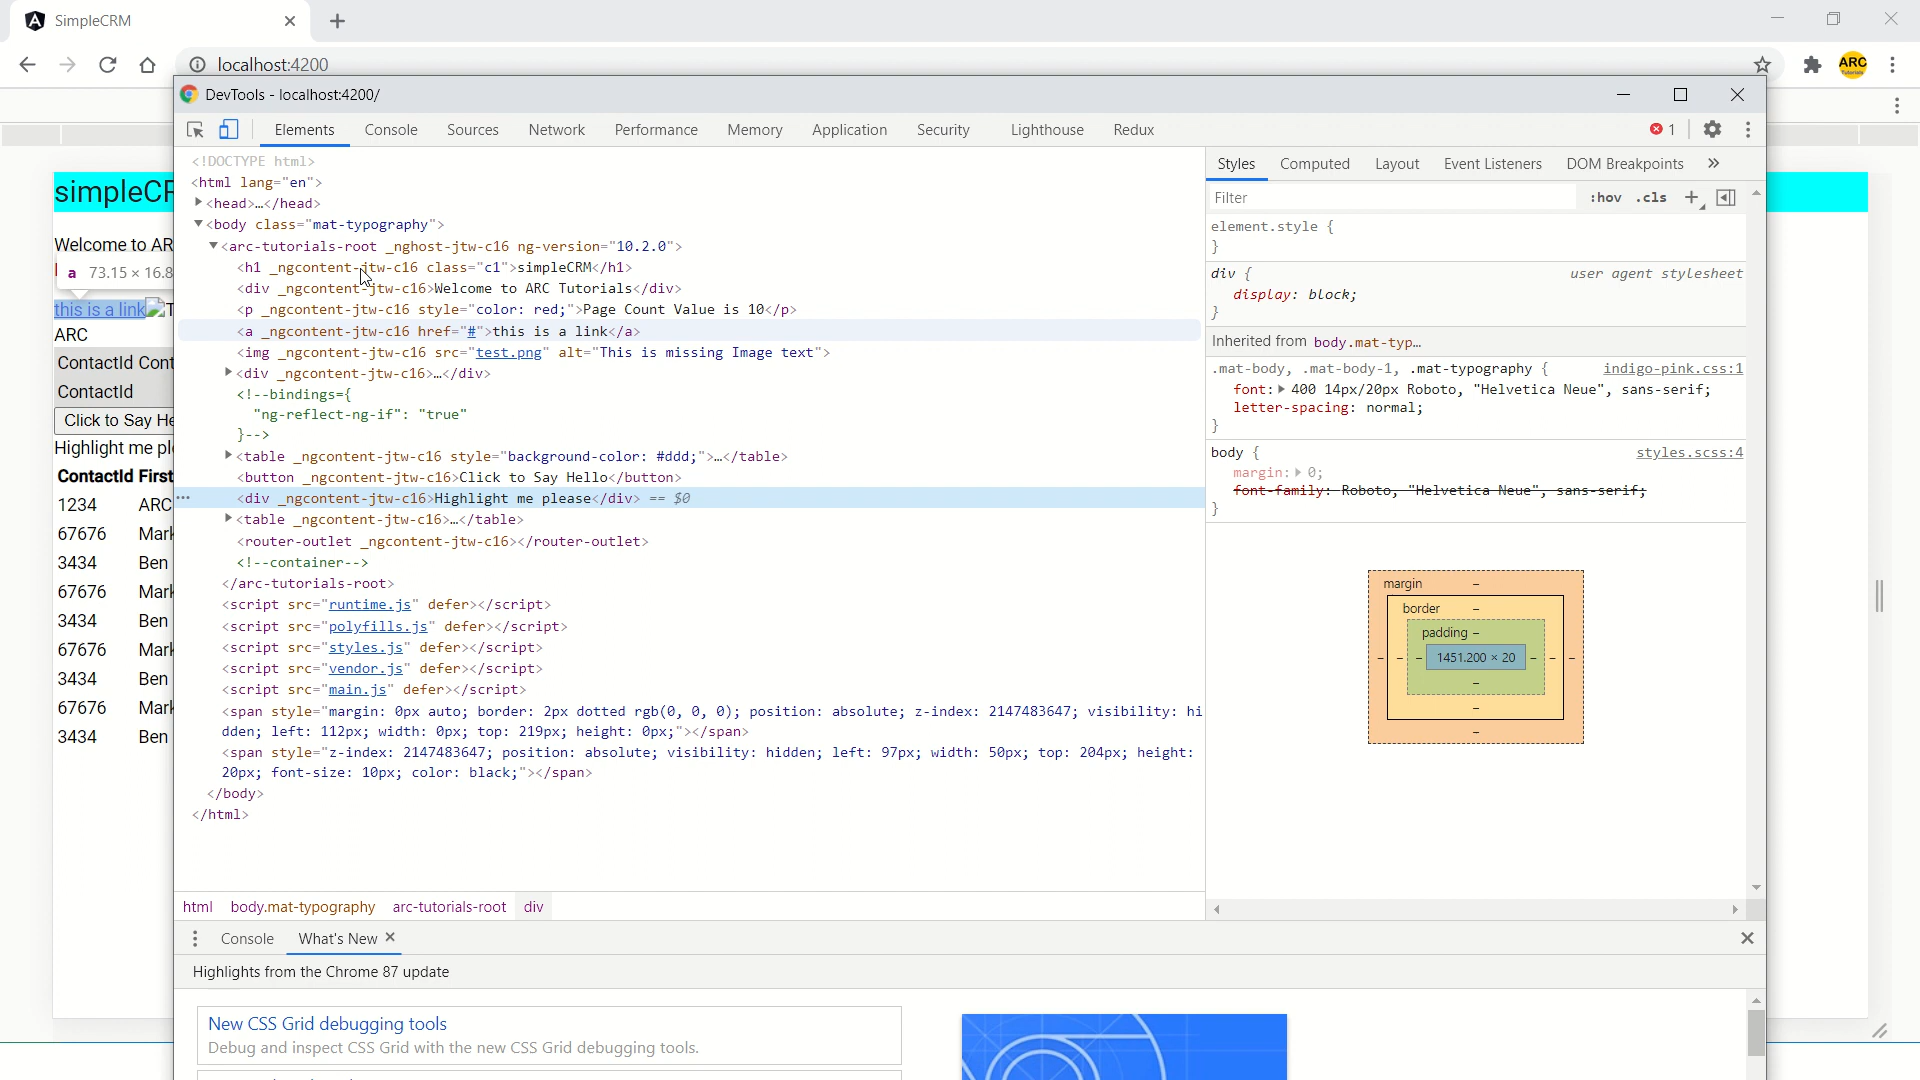 SimpleCRM
localhost:4200
ARC
DevTools - localhost:4200/
Elements Console Sources Network Performance Memory Application Security Lighthouse Redux
1
<!DOCTYPE html>
<html lang="en">
<head>…</head>
<body class="mat-typography">
<arc-tutorials-root _nghost-jtw-c16 ng-version="10.2.0">
<h1 _ngcontent-jtw-c16 class="c1">simpleCRM</h1>
<div _ngcontent-jtw-c16>Welcome to ARC Tutorials</div>
<p _ngcontent-jtw-c16 style="color: red;">Page Count Value is 10</p>
<a _ngcontent-jtw-c16 href="#">this is a link</a>
<img _ngcontent-jtw-c16 src="test.png" alt="This is missing Image text">
<div _ngcontent-jtw-c16>…</div>
<!--bindings={
"ng-reflect-ng-if": "true"
}-->
<table _ngcontent-jtw-c16 style="background-color: #ddd;">…</table>
<button _ngcontent-jtw-c16>Click to Say Hello</button>
<div _ngcontent-jtw-c16>Highlight me please</div> == $0
<table _ngcontent-jtw-c16>…</table>
<router-outlet _ngcontent-jtw-c16></router-outlet>
<!--container-->
</arc-tutorials-root>
<script src="runtime.js" defer></script>
<script src="polyfills.js" defer></script>
<script src="styles.js" defer></script>
<script src="vendor.js" defer></script>
<script src="main.js" defer></script>
<span style="margin: 0px auto; border: 2px dotted rgb(0, 0, 0); position: absolute; z-index: 2147483647; visibility: hi
dden; left: 112px; width: 0px; top: 219px; height: 0px;"></span>
<span style="z-index: 2147483647; position: absolute; visibility: hidden; left: 97px; width: 50px; top: 204px; height:
20px; font-size: 10px; color: black;"></span>
</body>
</html>
html body.mat-typography arc-tutorials-root div
Styles Computed Layout Event Listeners DOM Breakpoints »
Filter :hov .cls +
element.style {
}
div { user agent stylesheet
display: block;
}
Inherited from body.mat-typ…
.mat-body, .mat-body-1, .mat-typography { indigo-pink.css:1
font: 400 14px/20px Roboto, "Helvetica Neue", sans-serif;
letter-spacing: normal;
}
body { styles.scss:4
margin: 0;
font-family: Roboto, "Helvetica Neue", sans-serif;
}
margin –
border –
padding –
– – – 1451.200 × 20 – – –
–
–
–
Console What's New
Highlights from the Chrome 87 update
New CSS Grid debugging tools
Debug and inspect CSS Grid with the new CSS Grid debugging tools.
simpleCR
Welcome to AR
a 73.15 × 16.8
this is a link T
ARC
ContactId Cont
ContactId
Click to Say He
Highlight me pl
ContactId First
1234 ARC
67676 Mark
3434 Ben
67676 Mark
3434 Ben
67676 Mark
3434 Ben
67676 Mark
3434 Ben